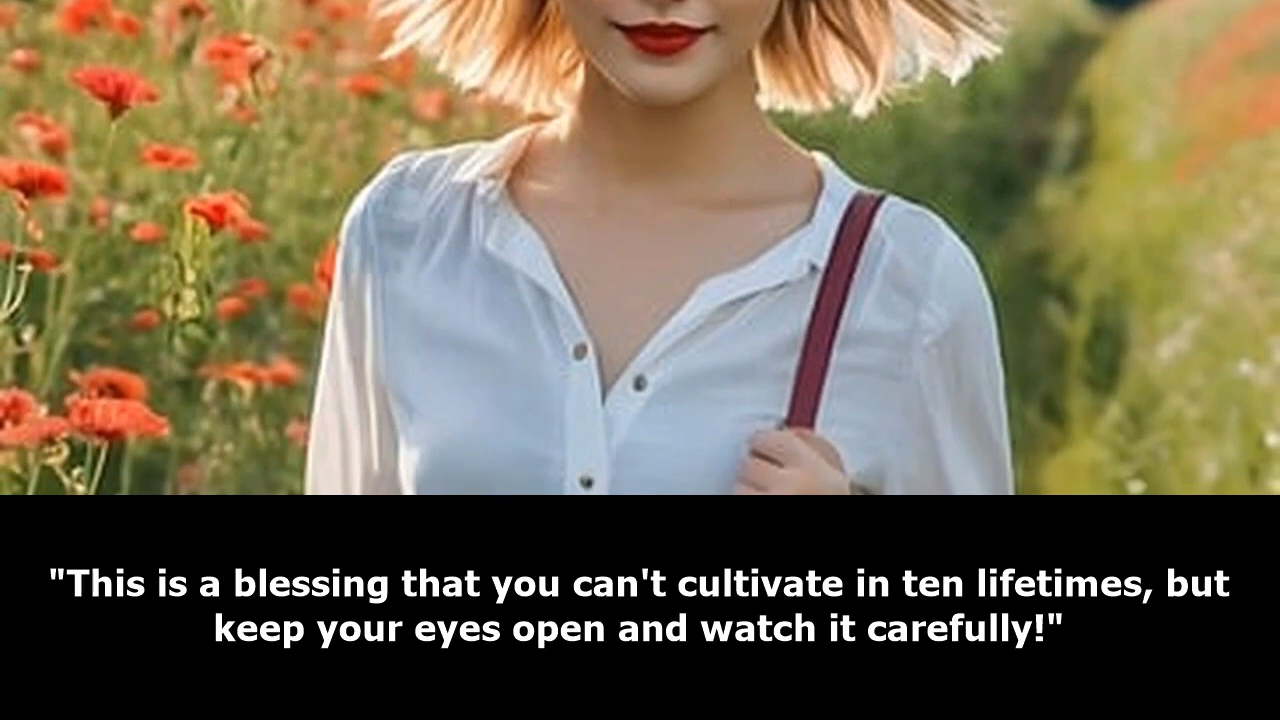 "This is a blessing that you can't cultivate in ten lifetimes, but
keep your eyes open and watch it carefully!"